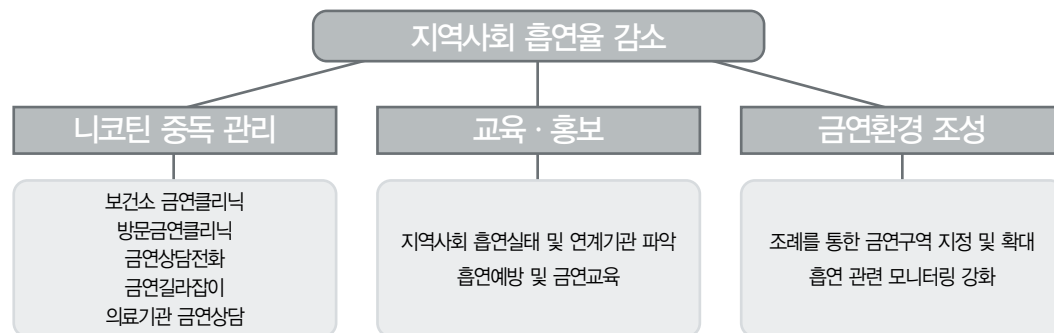 지역사회 흡연율 감소
니코틴 중독 관리
교육 · 홍보
금연환경 조성
보건소 금연클리닉
방문금연클리닉
금연상담전화
금연길라잡이
의료기관 금연상담
지역사회 흡연실태 및 연계기관 파악
흡연예방 및 금연교육
조례를 통한 금연구역 지정 및 확대
흡연 관련 모니터링 강화